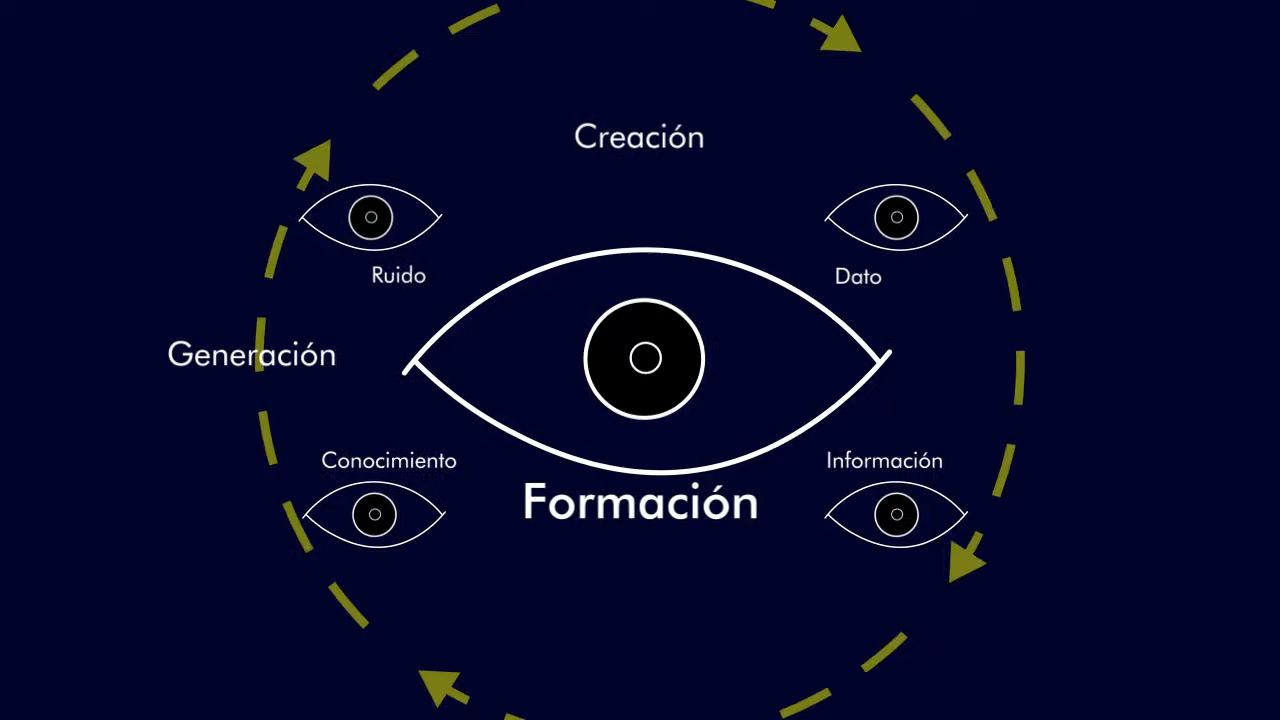 Creación
Ruido
Dato
Generación
Conocimiento
Información
Formación